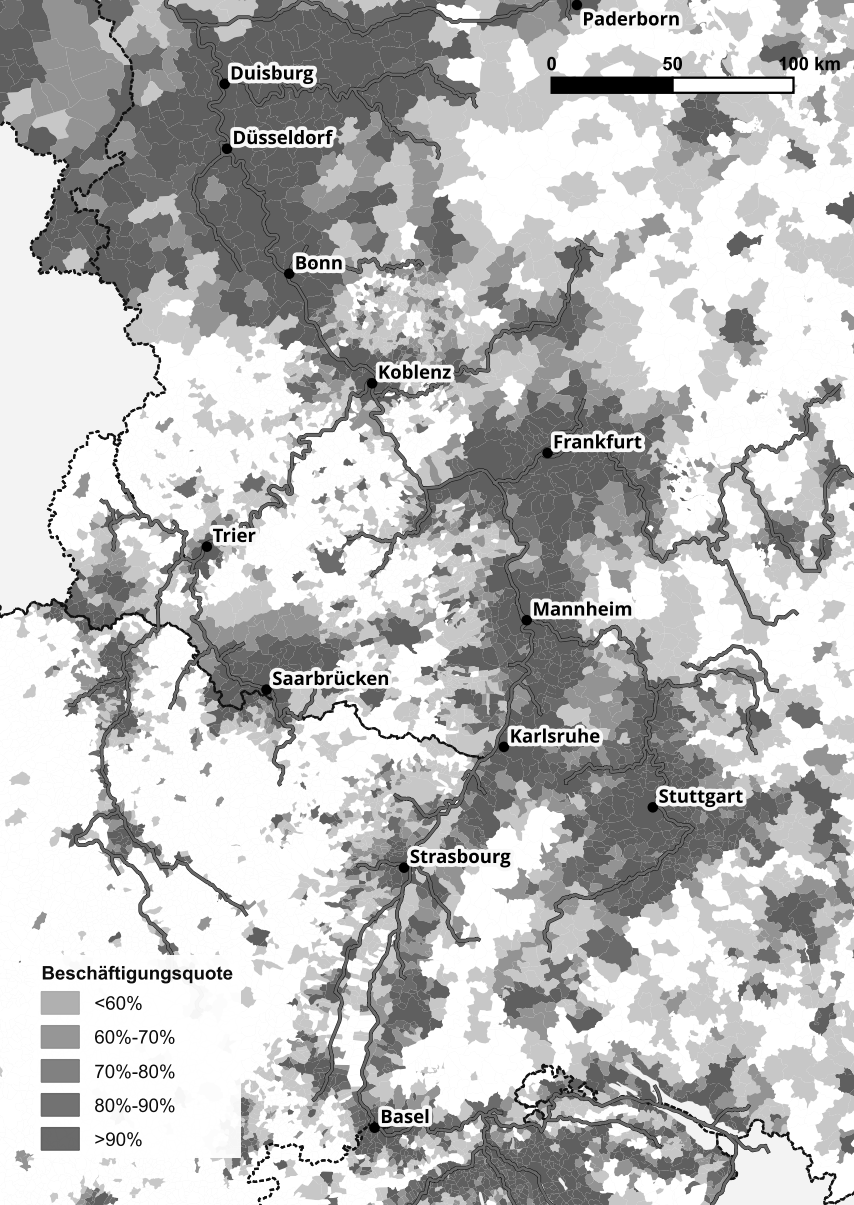 Paderborn
0 50 100 km
Duisburg
Düsseldorf
Bonn
Koblenz
Frankfurt
Trier
Mannheim
Saarbrücken
Karlsruhe
Stuttgart
Strasbourg
Beschäftigungsquote
<60%
60%-70%
70%-80%
80%-90%
>90%
Basel